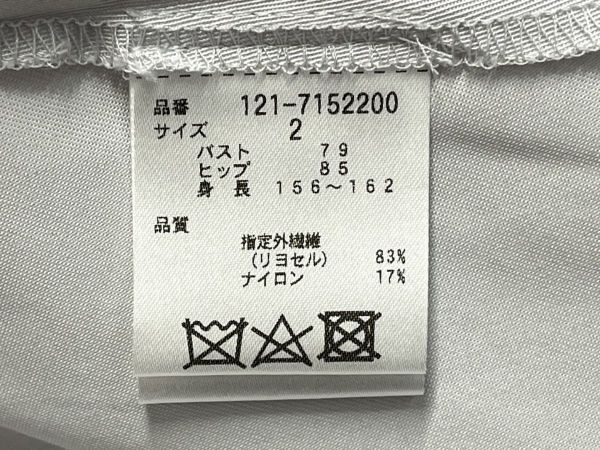 品番 121-7152200
サイズ 2
バスト 79
ヒップ 85
身長 156～162
品質
指定外繊維
(リヨセル) 83%
ナイロン 17%